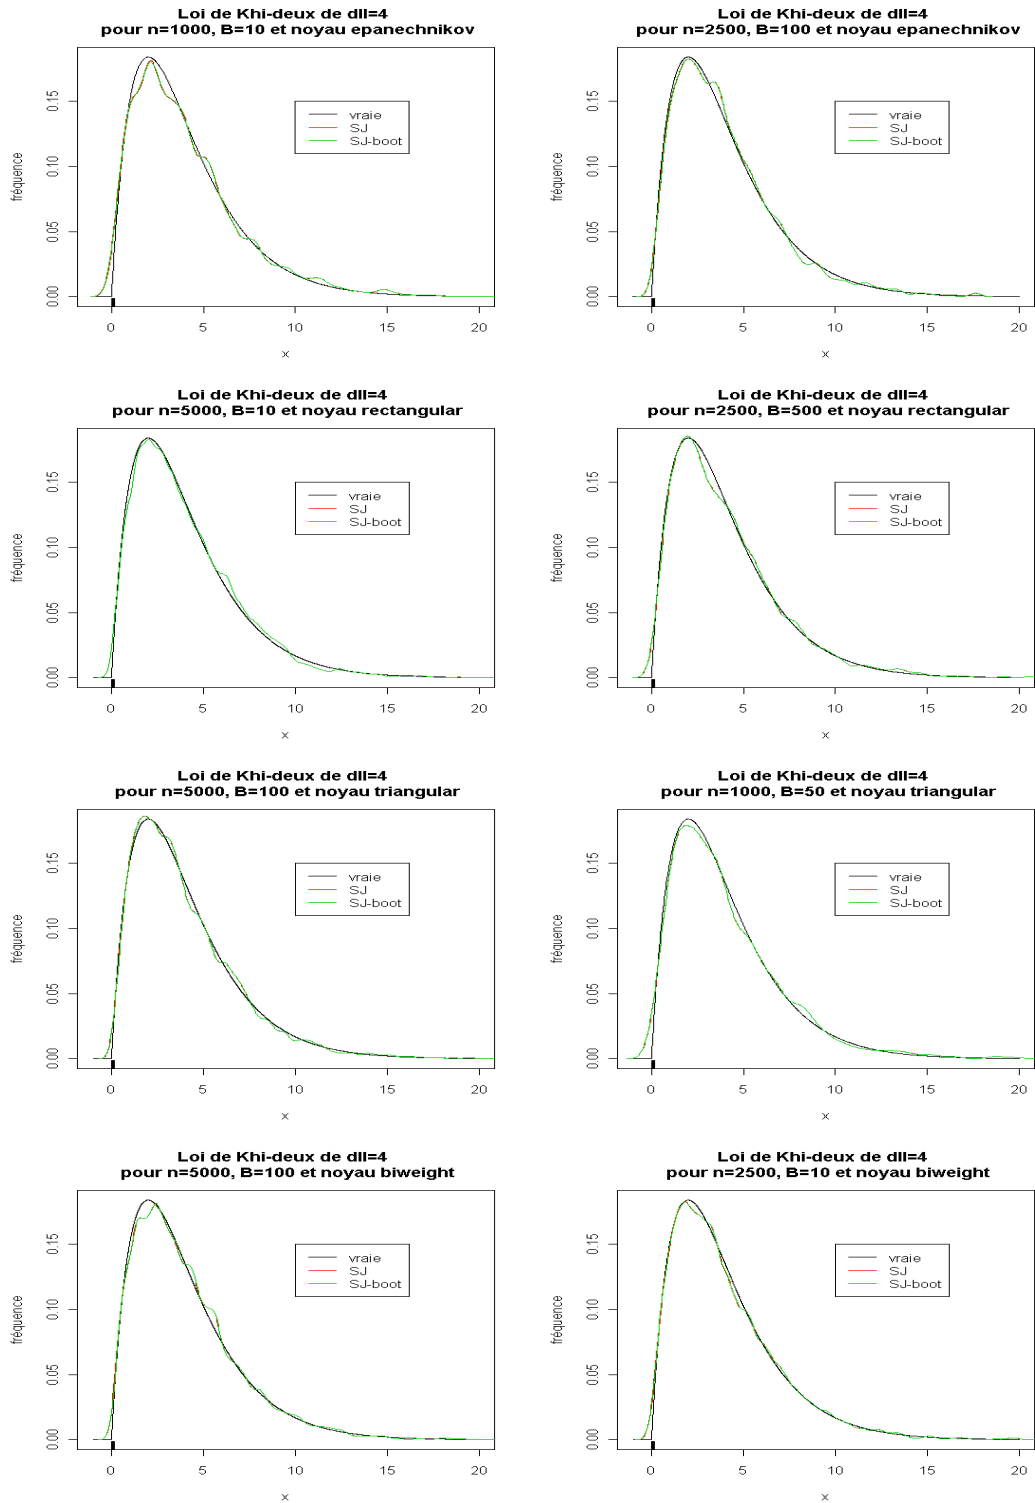 Loi de Khi-deux de dll=4
pour n=1000, B=10 et noyau epanechnikov
fréquence
0.15
0.10
0.05
0.00
vraie
SJ
SJ-boot
0 5 10 15 20
x
Loi de Khi-deux de dll=4
pour n=2500, B=100 et noyau epanechnikov
fréquence
0.15
0.10
0.05
0.00
vraie
SJ
SJ-boot
0 5 10 15 20
x
Loi de Khi-deux de dll=4
pour n=5000, B=10 et noyau rectangular
fréquence
0.15
0.10
0.05
0.00
vraie
SJ
SJ-boot
0 5 10 15 20
x
Loi de Khi-deux de dll=4
pour n=2500, B=500 et noyau rectangular
fréquence
0.15
0.10
0.05
0.00
vraie
SJ
SJ-boot
0 5 10 15 20
x
Loi de Khi-deux de dll=4
pour n=5000, B=100 et noyau triangular
fréquence
0.15
0.10
0.05
0.00
vraie
SJ
SJ-boot
0 5 10 15 20
x
Loi de Khi-deux de dll=4
pour n=1000, B=50 et noyau triangular
fréquence
0.15
0.10
0.05
0.00
vraie
SJ
SJ-boot
0 5 10 15 20
x
Loi de Khi-deux de dll=4
pour n=5000, B=100 et noyau biweight
fréquence
0.15
0.10
0.05
0.00
vraie
SJ
SJ-boot
0 5 10 15 20
x
Loi de Khi-deux de dll=4
pour n=2500, B=10 et noyau biweight
fréquence
0.15
0.10
0.05
0.00
vraie
SJ
SJ-boot
0 5 10 15 20
x